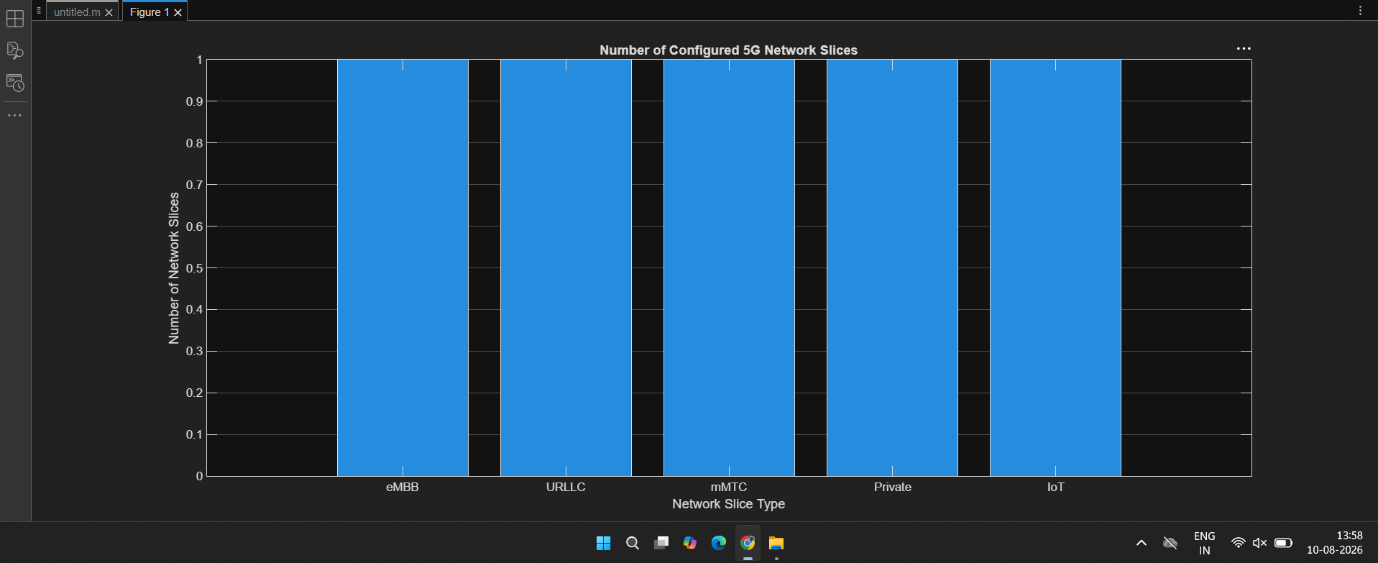 untitled.m
Figure 1
Number of Configured 5G Network Slices
1
0.9
0.8
0.7
0.6
0.5
0.4
0.3
0.2
0.1
0
Number of Network Slices
eMBB URLLC mMTC Private IoT
Network Slice Type
ENG
IN
13:58
10-08-2026